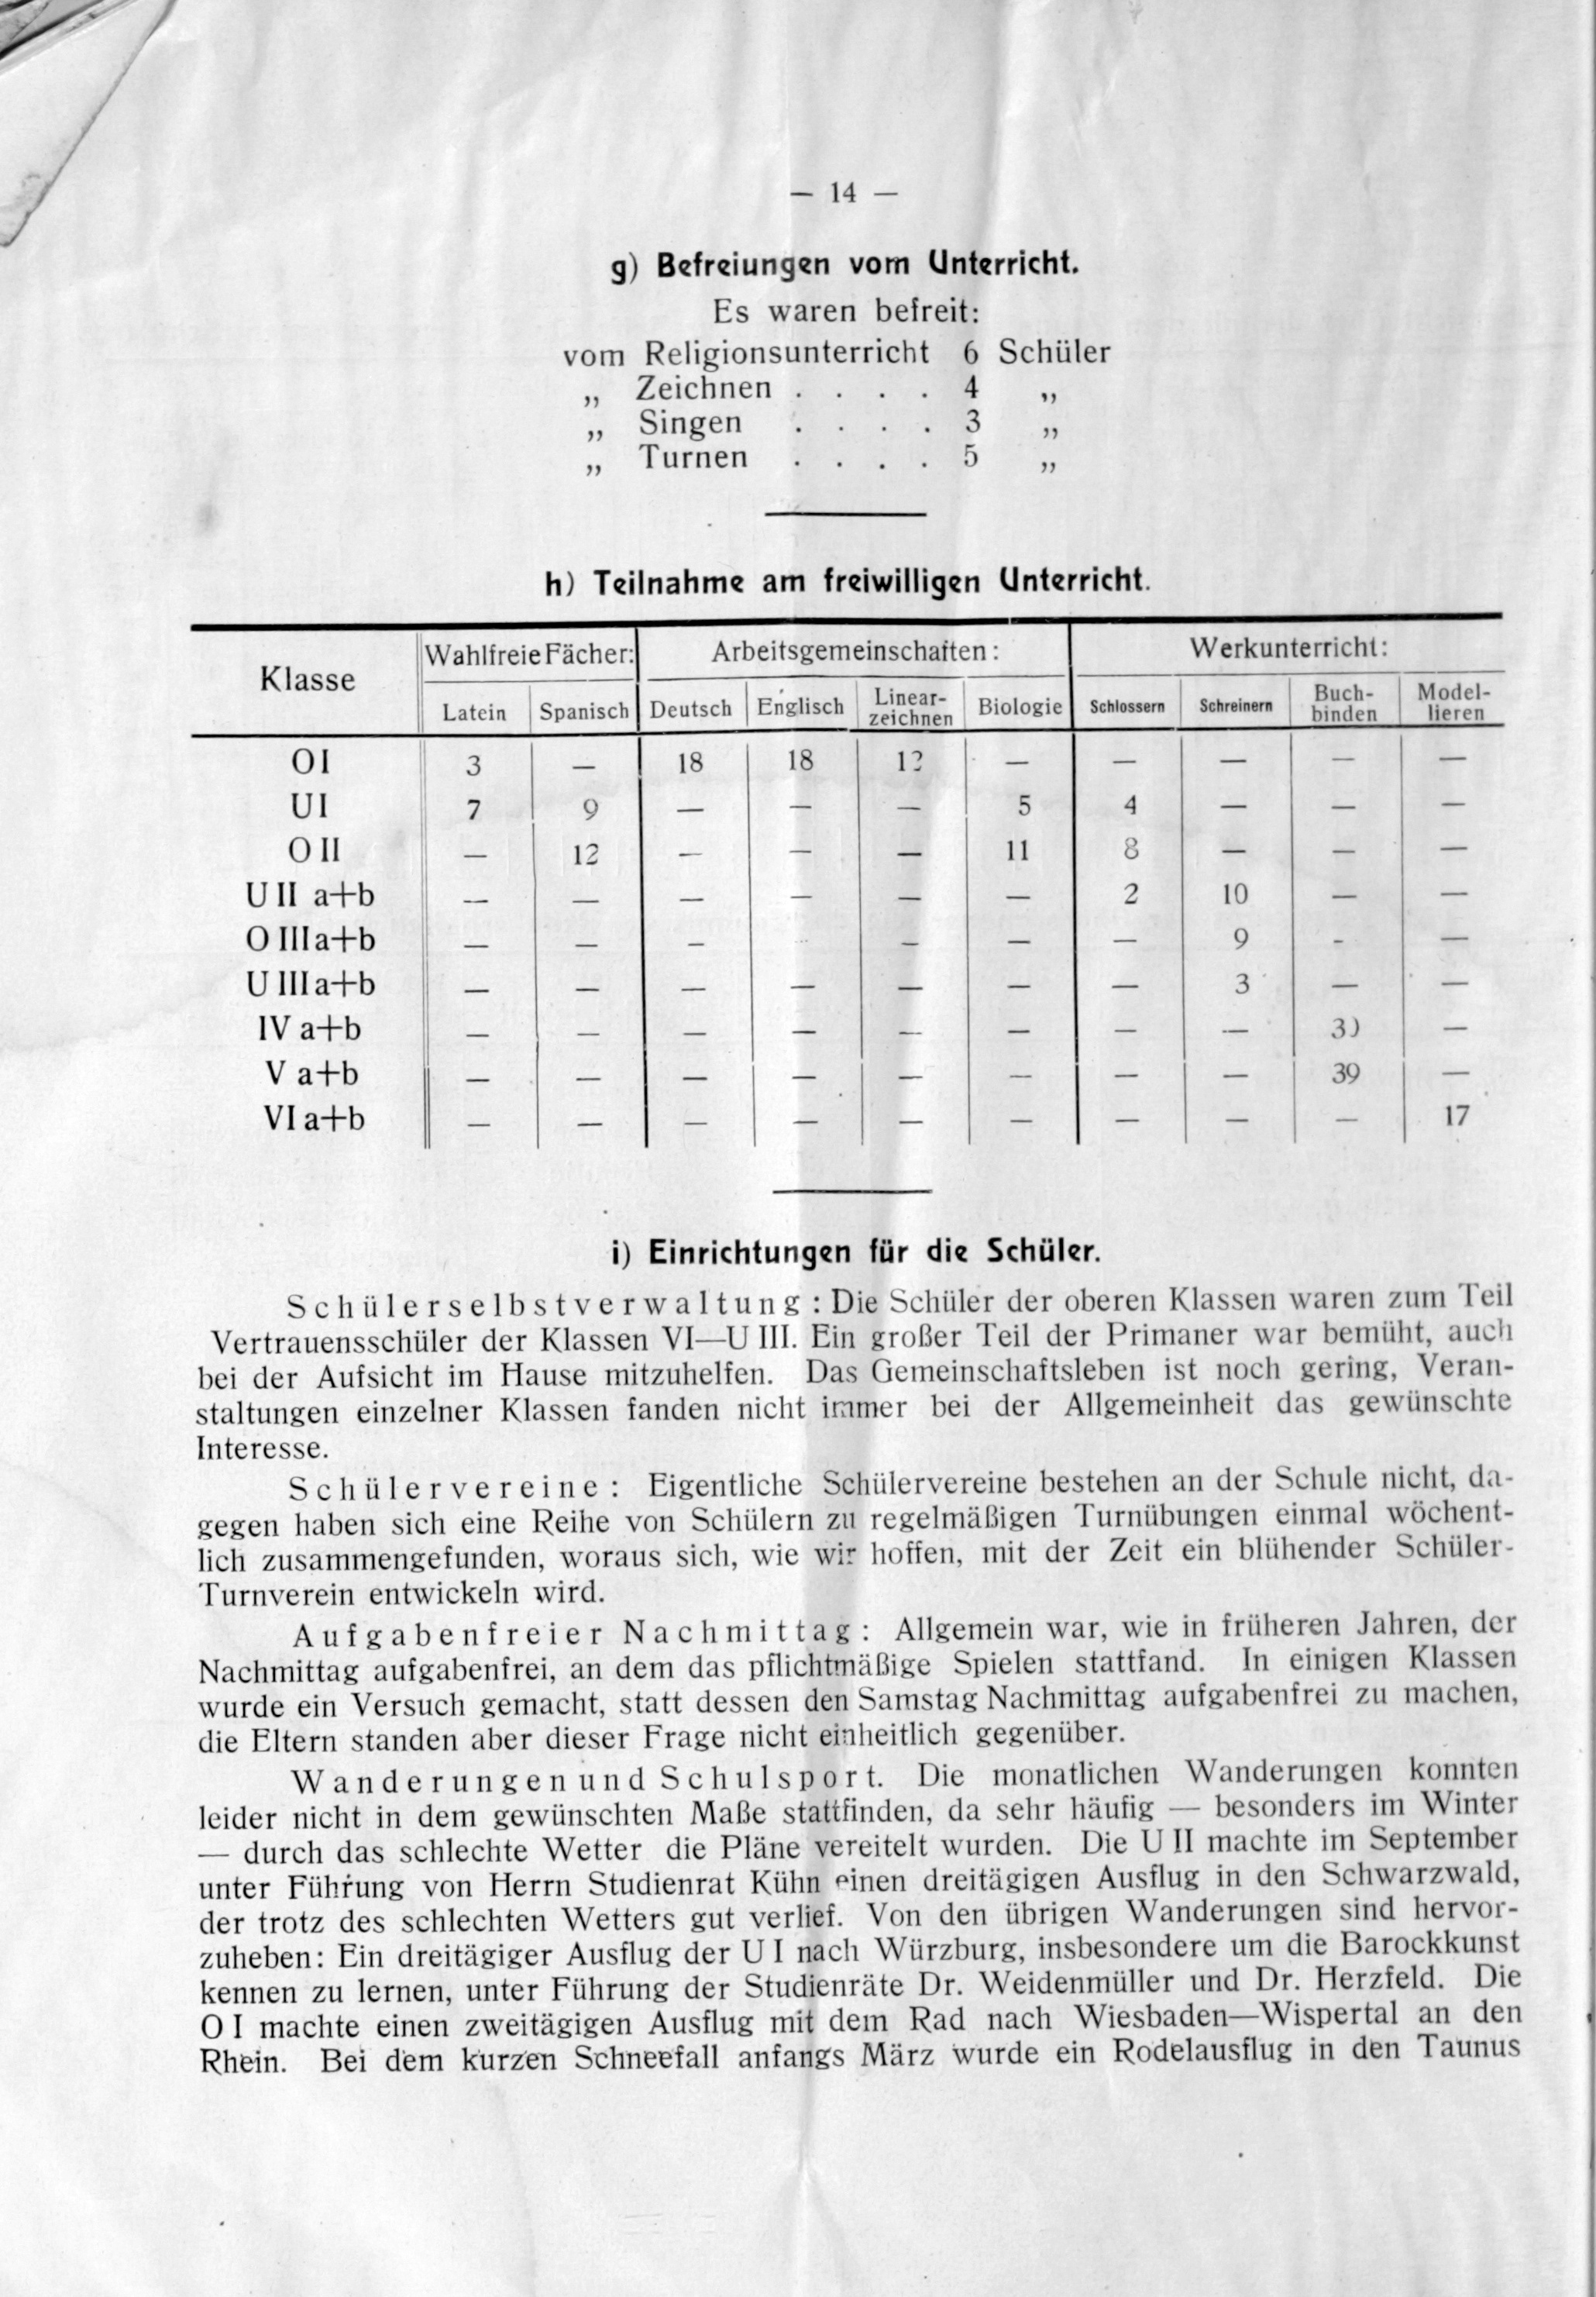 — 14 —
g) Befreiungen vom Unterricht.
Es waren befreit:
vom Religionsunterricht 6 Schüler
„ Zeichnen . . . . 4 „
„ Singen . . . . 3 „
„ Turnen . . . . 5 „
h) Teilnahme am freiwilligen Unterricht.
Klasse Wahlfreie Fächer: Arbeitsgemeinschaften: Werkunterricht:
Latein Spanisch Deutsch Englisch Linear-zeichnen Biologie Schlossern Schreinern Buch-binden Model-lieren
O I 3 — 18 18 12 — — — — —
U I 7 9 — — — 5 4 — — —
O II — 12 — — — 11 8 — — —
U II a+b — — — — — — 2 10 — —
O III a+b — — — — — — — 9 - —
U III a+b — — — — — — — 3 — —
IV a+b — — — — — — — — —
V a+b — — — — — — — — 39 —
VI a+b — — — — — — — — — 17
i) Einrichtungen für die Schüler.
Schülerselbstverwaltung: Die Schüler der oberen Klassen waren zum Teil
Vertrauensschüler der Klassen VI—U III. Ein großer Teil der Primaner war bemüht, auch
bei der Aufsicht im Hause mitzuhelfen. Das Gemeinschaftsleben ist noch gering, Veran-
staltungen einzelner Klassen fanden nicht immer bei der Allgemeinheit das gewünschte
Interesse.
Schülervereine: Eigentliche Schülervereine bestehen an der Schule nicht, da-
gegen haben sich eine Reihe von Schülern zu regelmäßigen Turnübungen einmal wöchent-
lich zusammengefunden, woraus sich, wie wir hoffen, mit der Zeit ein blühender Schüler-
Turnverein entwickeln wird.
Aufgabenfreier Nachmittag: Allgemein war, wie in früheren Jahren, der
Nachmittag aufgabenfrei, an dem das pflichtmäßige Spielen stattfand. In einigen Klassen
wurde ein Versuch gemacht, statt dessen den Samstag Nachmittag aufgabenfrei zu machen,
die Eltern standen aber dieser Frage nicht einheitlich gegenüber.
Wanderungen und Schulsport. Die monatlichen Wanderungen konnten
leider nicht in dem gewünschten Maße stattfinden, da sehr häufig — besonders im Winter
— durch das schlechte Wetter die Pläne vereitelt wurden. Die U II machte im September
unter Führung von Herrn Studienrat Kühn einen dreitägigen Ausflug in den Schwarzwald,
der trotz des schlechten Wetters gut verlief. Von den übrigen Wanderungen sind hervor-
zuheben: Ein dreitägiger Ausflug der U I nach Würzburg, insbesondere um die Barockkunst
kennen zu lernen, unter Führung der Studienräte Dr. Weidenmüller und Dr. Herzfeld. Die
O I machte einen zweitägigen Ausflug mit dem Rad nach Wiesbaden—Wispertal an den
Rhein. Bei dem kurzen Schneefall anfangs März wurde ein Rodelausflug in den Taunus